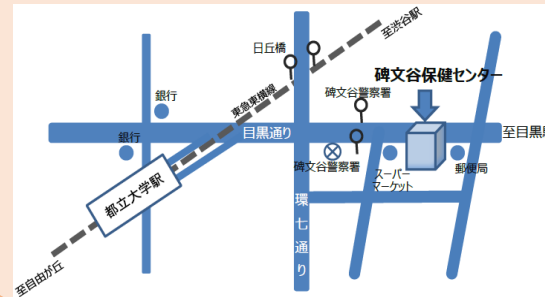 至渋谷駅
日丘橋
碑文谷保健センター
東急東横線
銀行
碑文谷警察署
目黒通り
至目黒
銀行
碑文谷警察署
スーパー
マーケット
郵便局
都立大学駅
環七通り
至自由が丘